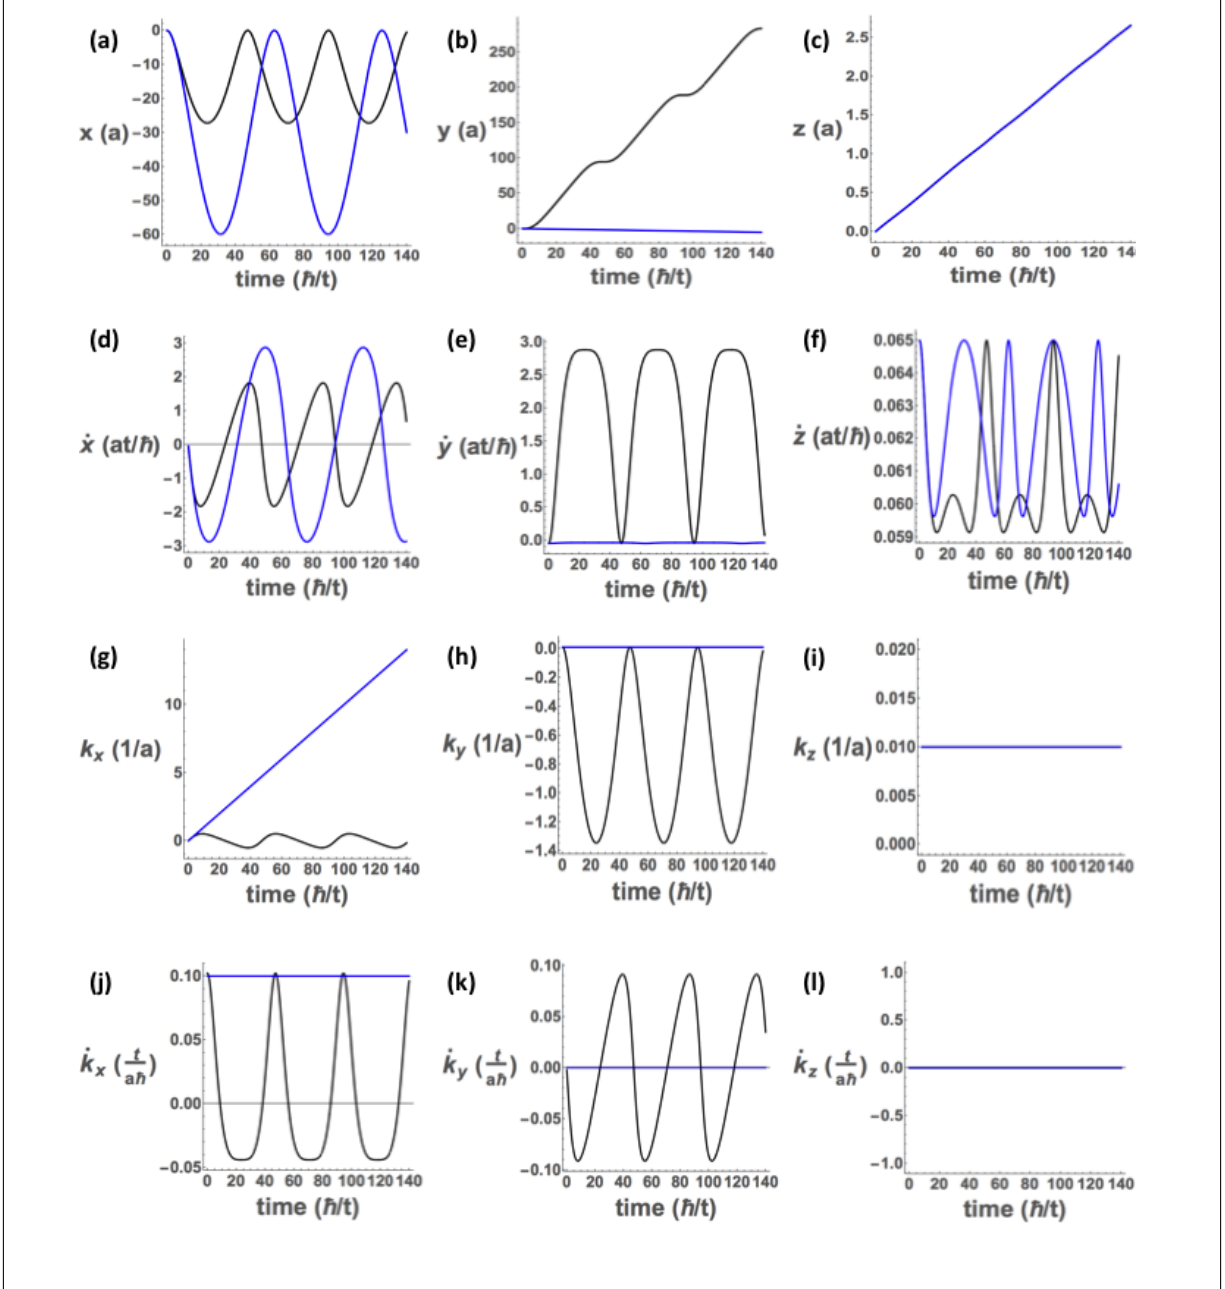 (a)
0
−10
−20
x (a)
−30
−40
−50
−60
0 20 40 60 80 100 120 140
time (ℏ/t)
(b)
250
200
150
y (a)
100
50
0
0 20 40 60 80 100 120 140
time (ℏ/t)
(c)
2.5
2.0
1.5
z (a)
1.0
0.5
0.0
0 20 40 60 80 100 120 140
time (ℏ/t)
(d)
3
2
1
ẋ (at/ℏ)
0
−1
−2
−3
0 20 40 60 80 100 120 140
time (ℏ/t)
(e)
3.0
2.5
2.0
1.5
ẏ (at/ℏ)
1.0
0.5
0.0
0 20 40 60 80 100 120 140
time (ℏ/t)
(f)
0.065
0.064
0.063
0.062
ż (at/ℏ)
0.061
0.060
0.059
0 20 40 60 80 100 120 140
time (ℏ/t)
(g)
10
kₓ (1/a)
5
0
0 20 40 60 80 100 120 140
time (ℏ/t)
(h)
0.0
−0.2
−0.4
−0.6
k_y (1/a)
−0.8
−1.0
−1.2
−1.4
0 20 40 60 80 100 120 140
time (ℏ/t)
(i)
0.020
0.015
k_z (1/a)
0.010
0.005
0.000
0 20 40 60 80 100 120 140
time (ℏ/t)
(j)
0.10
0.05
k̇ₓ (t/aℏ)
0.00
−0.05
0 20 40 60 80 100 120 140
time (ℏ/t)
(k)
0.10
0.05
k̇_y (t/aℏ)
0.00
−0.05
−0.10
0 20 40 60 80 100 120 140
time (ℏ/t)
(l)
1.0
0.5
k̇_z (t/aℏ)
0.0
−0.5
−1.0
0 20 40 60 80 100 120 140
time (ℏ/t)